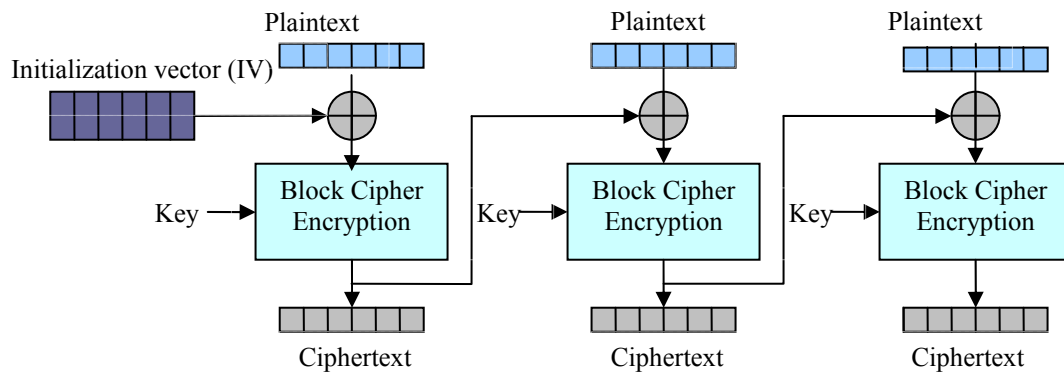 Plaintext
Plaintext
Plaintext
Initialization vector (IV)
Block Cipher
Encryption
Block Cipher
Encryption
Block Cipher
Encryption
Key
Key
Key
Ciphertext
Ciphertext
Ciphertext